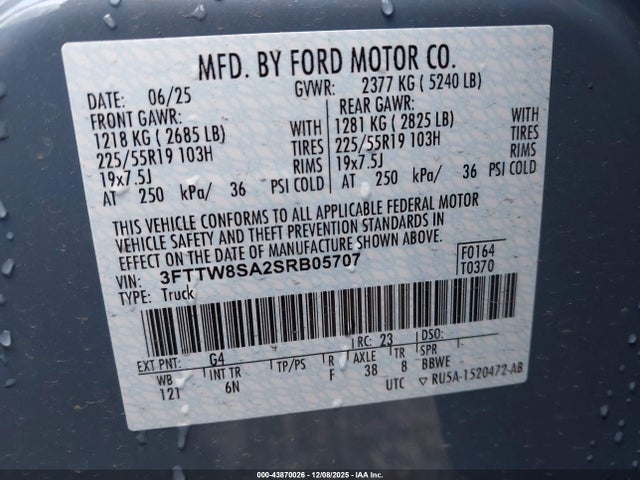 MFD. BY FORD MOTOR CO.
DATE: 06/25 GVWR: 2377 KG ( 5240 LB)
FRONT GAWR: REAR GAWR:
1218 KG ( 2685 LB) WITH 1281 KG ( 2825 LB) WITH
225/55R19 103H TIRES 225/55R19 103H TIRES
19x7.5J RIMS 19x7.5J RIMS
AT 250 kPa/ 36 PSI COLD AT 250 kPa/ 36 PSI COLD
THIS VEHICLE CONFORMS TO ALL APPLICABLE FEDERAL MOTOR
VEHICLE SAFETY AND THEFT PREVENTION STANDARDS IN
EFFECT ON THE DATE OF MANUFACTURE SHOWN ABOVE.
3FTTW8SA2SRB05707 F0164
TYPE: Truck T0370
EXT PNT: G4 RC: 23 DSO:
WB INT TR TP/PS R AXLE TR SPR
121 6N F 38 8 BBWE
UTC ▽ RU5A-1520472-AB
00-43870026 - 12/08/2025 - IAA Inc.